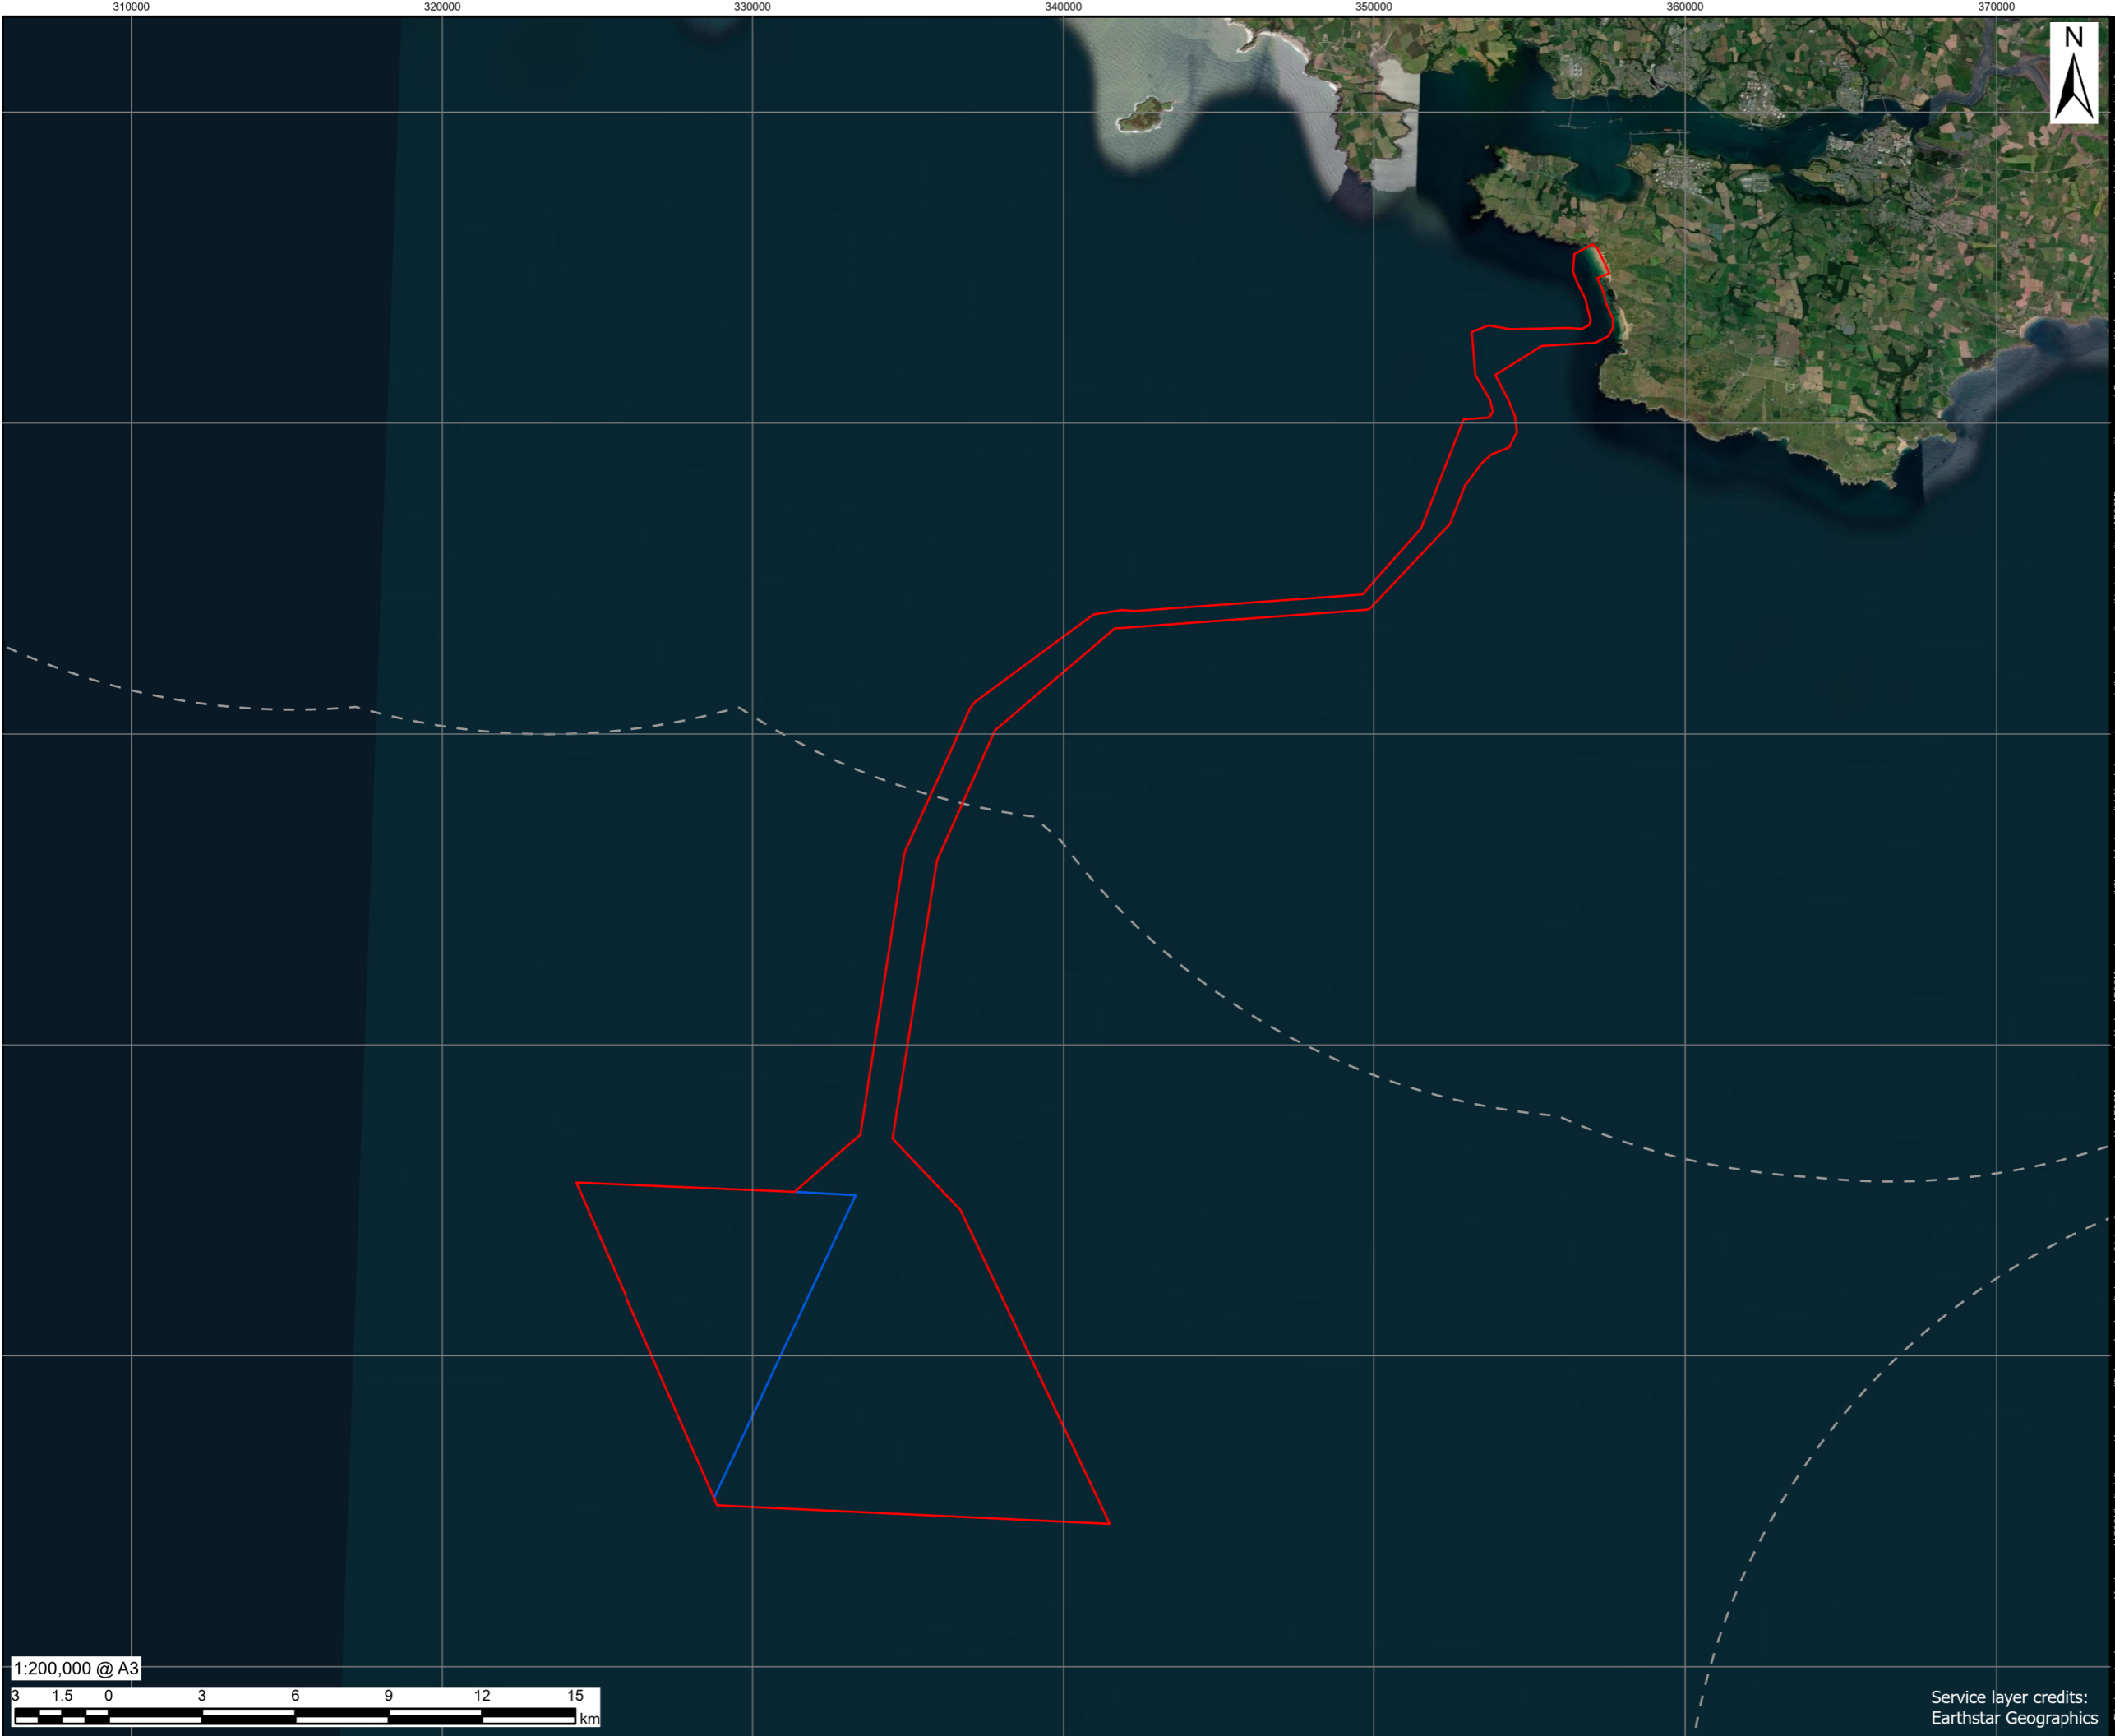 310000 320000 330000 340000 350000 360000 370000
N
1:200,000 @ A3
3 1.5 0 3 6 9 12 15
km
Service layer credits:
Earthstar Geographics